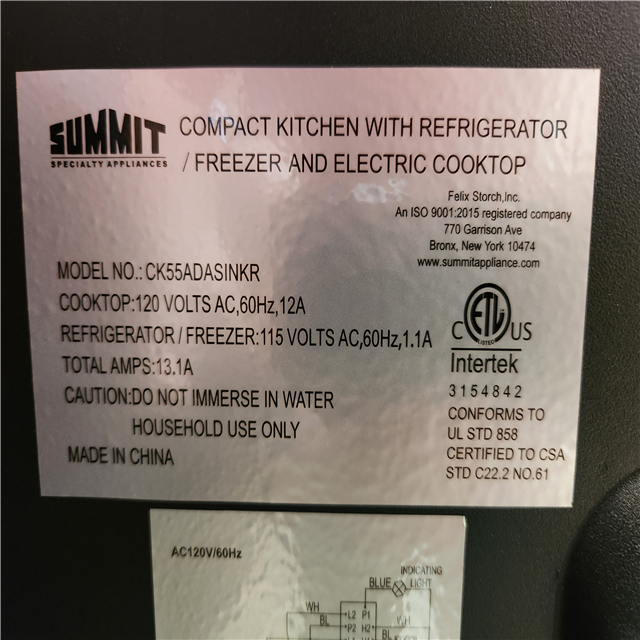 SUMMIT
SPECIALTY APPLIANCES
COMPACT KITCHEN WITH REFRIGERATOR
/ FREEZER AND ELECTRIC COOKTOP
Felix Storch,Inc.
An ISO 9001:2015 registered company
770 Garrison Ave
Bronx, New York 10474
www.summitappliance.com
MODEL NO.: CK55ADASINKR
COOKTOP:120 VOLTS AC,60Hz,12A
REFRIGERATOR / FREEZER:115 VOLTS AC,60Hz,1.1A
TOTAL AMPS:13.1A
CAUTION:DO NOT IMMERSE IN WATER
HOUSEHOLD USE ONLY
MADE IN CHINA
C ETL US
LISTED
Intertek
3154842
CONFORMS TO
UL STD 858
CERTIFIED TO CSA
STD C22.2 NO.61
AC120V/60Hz
INDICATING
BLUE LIGHT
WH L2 P1
BL P2 H2 WH
BL